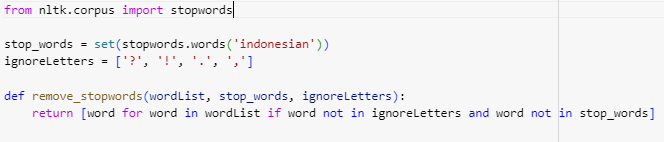 from nltk.corpus import stopwords
stop_words = set(stopwords.words('indonesian'))
ignoreLetters = ['?', '!', '.', ',']
def remove_stopwords(wordList, stop_words, ignoreLetters):
    return [word for word in wordList if word not in ignoreLetters and word not in stop_words]